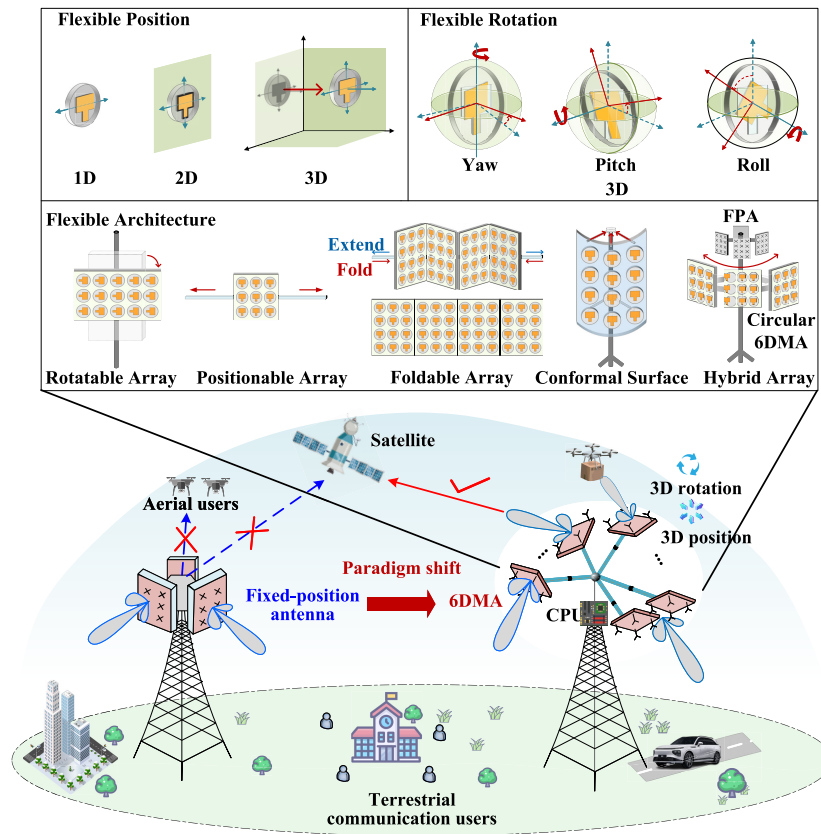 Flexible Position
1D
2D
3D
Flexible Rotation
Yaw
Pitch
Roll
3D
Flexible Architecture
Extend
Fold
FPA
Circular
6DMA
Rotatable Array
Positionable Array
Foldable Array
Conformal Surface
Hybrid Array
Satellite
Aerial users
3D rotation
3D position
Paradigm shift
Fixed-position
antenna
6DMA
CPU
Terrestrial
communication users